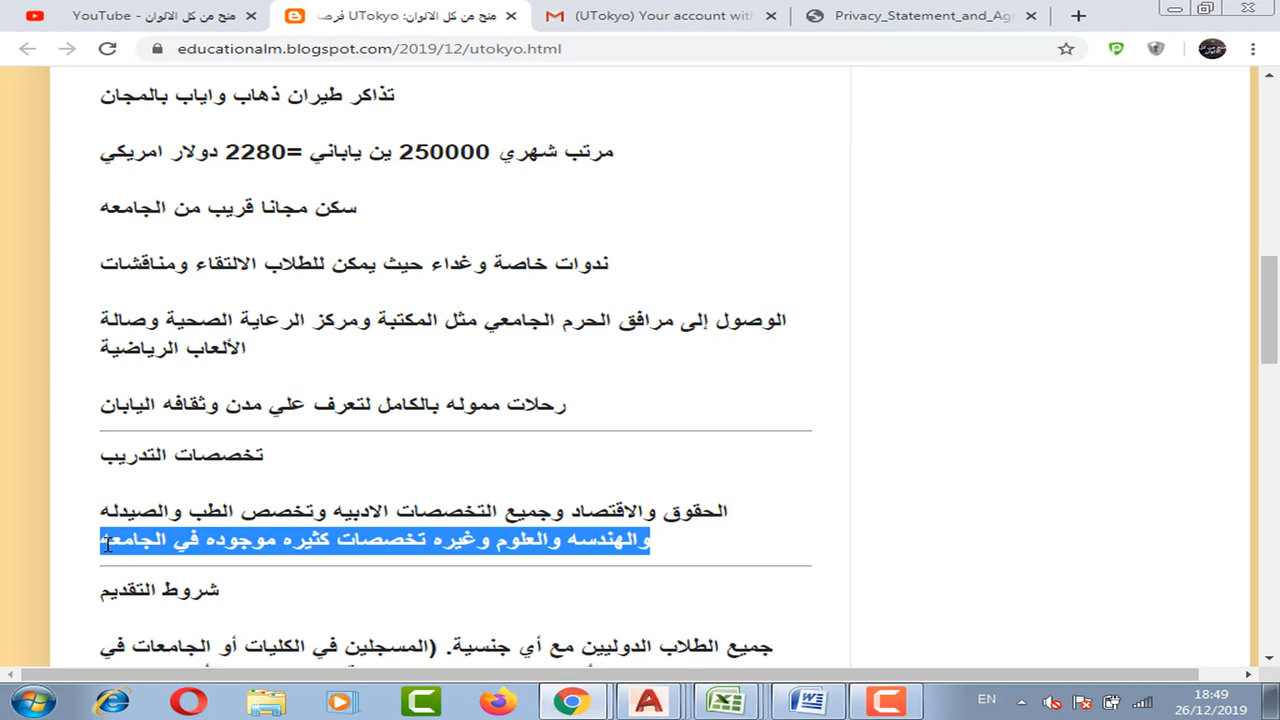 منح من كل الالوان - YouTube
منح من كل الالوان: UTokyo فرصة
(UTokyo) Your account with
Privacy_Statement_and_Agr
educationalm.blogspot.com/2019/12/utokyo.html
تذاكر طيران ذهاب واياب بالمجان
مرتب شهري 250000 ين ياباني =2280 دولار امريكي
سكن مجانا قريب من الجامعه
ندوات خاصة وغداء حيث يمكن للطلاب الالتقاء ومناقشات
الوصول إلى مرافق الحرم الجامعي مثل المكتبة ومركز الرعاية الصحية وصالة
الألعاب الرياضية
رحلات مموله بالكامل لتعرف علي مدن وثقافه اليابان
تخصصات التدريب
الحقوق والاقتصاد وجميع التخصصات الادبيه وتخصص الطب والصيدله
والهندسه والعلوم وغيره تخصصات كثيره موجوده في الجامعه
شروط التقديم
جميع الطلاب الدوليين مع أي جنسية. (المسجلين في الكليات أو الجامعات في
EN
18:49
26/12/2019